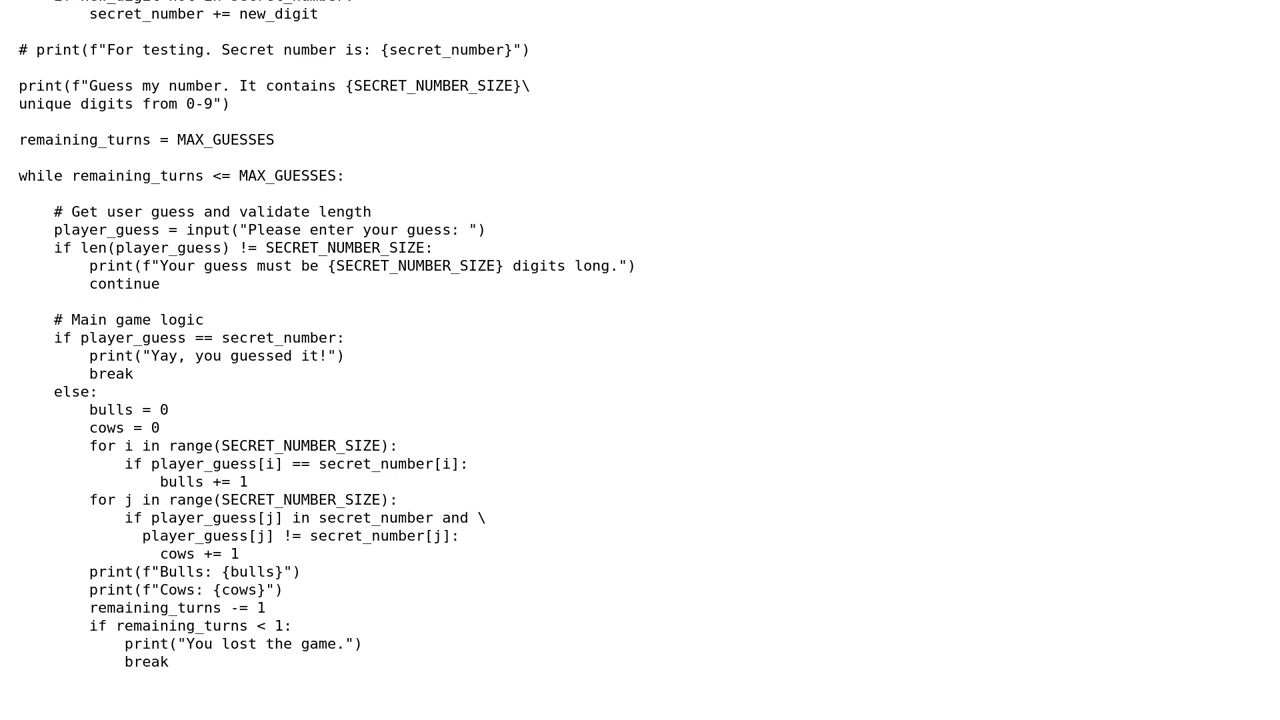 if new_digit not in secret_number:
        secret_number += new_digit

# print(f"For testing. Secret number is: {secret_number}")

print(f"Guess my number. It contains {SECRET_NUMBER_SIZE}\
unique digits from 0-9")

remaining_turns = MAX_GUESSES

while remaining_turns <= MAX_GUESSES:

    # Get user guess and validate length
    player_guess = input("Please enter your guess: ")
    if len(player_guess) != SECRET_NUMBER_SIZE:
        print(f"Your guess must be {SECRET_NUMBER_SIZE} digits long.")
        continue

    # Main game logic
    if player_guess == secret_number:
        print("Yay, you guessed it!")
        break
    else:
        bulls = 0
        cows = 0
        for i in range(SECRET_NUMBER_SIZE):
            if player_guess[i] == secret_number[i]:
                bulls += 1
        for j in range(SECRET_NUMBER_SIZE):
            if player_guess[j] in secret_number and \
              player_guess[j] != secret_number[j]:
                cows += 1
        print(f"Bulls: {bulls}")
        print(f"Cows: {cows}")
        remaining_turns -= 1
        if remaining_turns < 1:
            print("You lost the game.")
            break